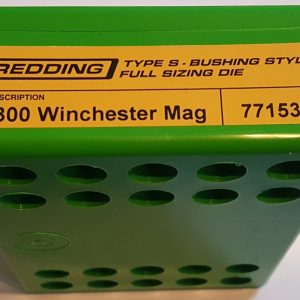 REDDING
TYPE S - BUSHING STYL
FULL SIZING DIE
SCRIPTION
300 Winchester Mag
77153